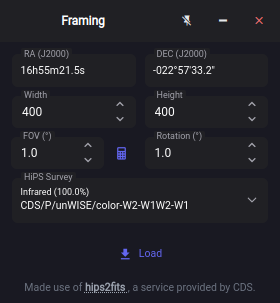 Framing
RA (J2000)
DEC (J2000)
16h55m21.5s
-022°57'33.2"
Width
Height
400
400
FOV (°)
Rotation (°)
1.0
1.0
HiPS Survey
Infrared (100.0%)
CDS/P/unWISE/color-W2-W1W2-W1
Load
Made use of hips2fits , a service provided by CDS.